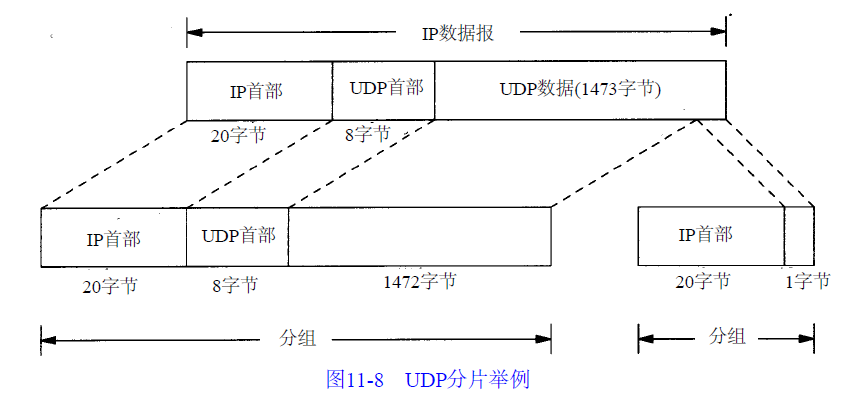 IP数据报
IP首部 UDP首部 UDP数据(1473字节)
20字节 8字节
IP首部 UDP首部 IP首部
20字节 8字节 1472字节 20字节 1字节
分组 分组
图11-8 UDP分片举例